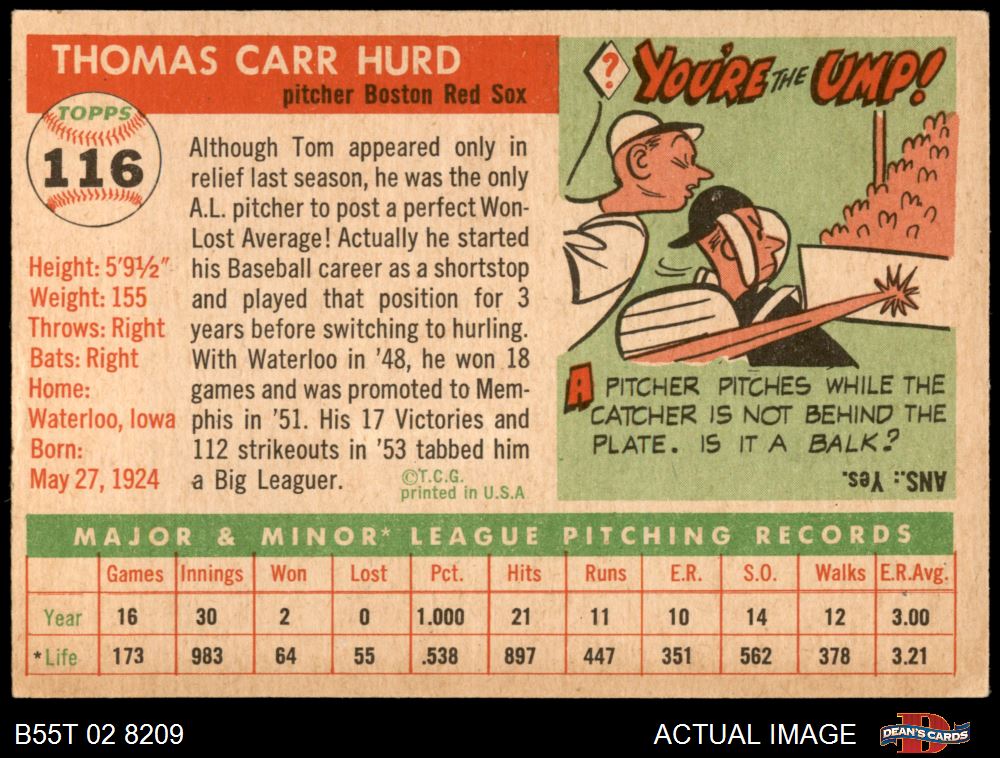 THOMAS CARR HURD
pitcher Boston Red Sox
TOPPS
116
Height: 5'9½"
Weight: 155
Throws: Right
Bats: Right
Home:
Waterloo, Iowa
Born:
May 27, 1924
Although Tom appeared only in
relief last season, he was the only
A.L. pitcher to post a perfect Won-
Lost Average! Actually he started
his Baseball career as a shortstop
and played that position for 3
years before switching to hurling.
With Waterloo in '48, he won 18
games and was promoted to Mem-
phis in '51. His 17 Victories and
112 strikeouts in '53 tabbed him
a Big Leaguer.
©T.C.G.
printed in U.S.A
? YOU'RE THE UMP!
A PITCHER PITCHES WHILE THE
CATCHER IS NOT BEHIND THE
PLATE. IS IT A BALK?
ANS.: Yes.
MAJOR & MINOR* LEAGUE PITCHING RECORDS
Games Innings Won Lost Pct. Hits Runs E.R. S.O. Walks E.R.Avg.
Year 16 30 2 0 1.000 21 11 10 14 12 3.00
*Life 173 983 64 55 .538 897 447 351 562 378 3.21
B55T 02 8209 ACTUAL IMAGE DEAN'S CARDS